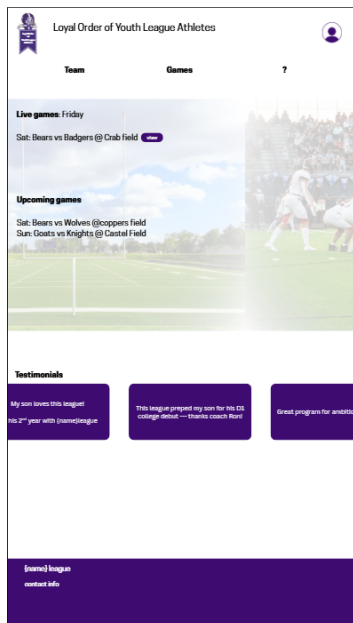 Loyal Order of Youth League Athletes
Team Games ?
Live games: Friday
Sat: Bears vs Badgers @ Crab field view
Upcoming games
Sat: Bears vs Wolves @coppers field
Sun: Goats vs Knights @ Castel Field
Testimonials
My son loves this league!
his 2nd year with {name}league
This league preped my son for his D1
college debut — thanks coach Ron!
Great program for ambitio
{name} league
contact info